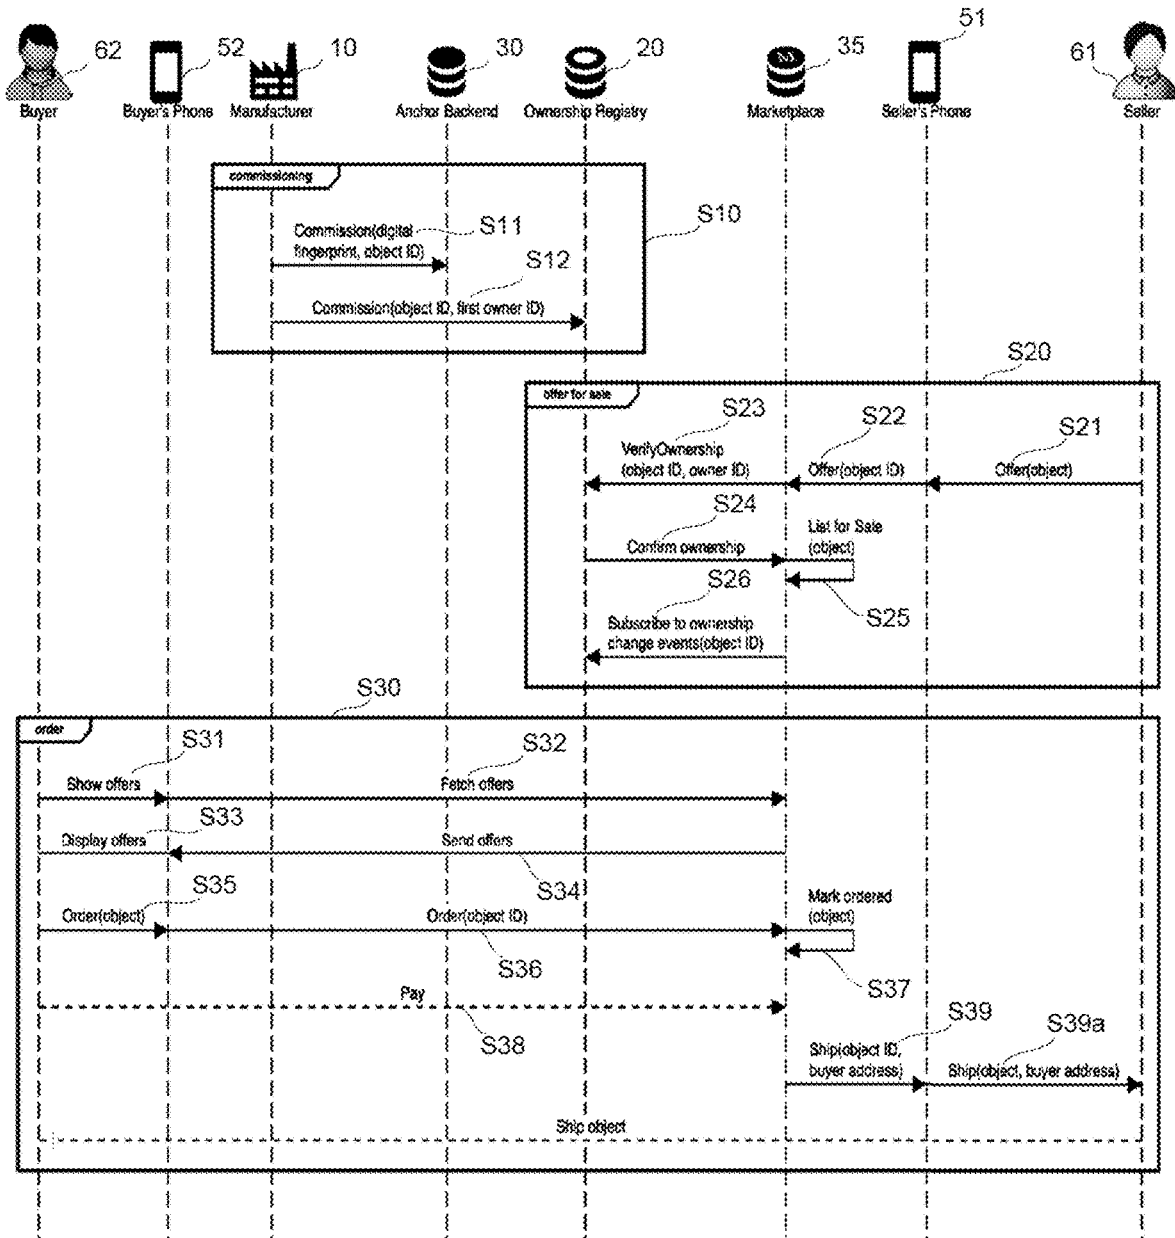 62
52
10
30
20
35
51
61
Buyer
Buyer's Phone
Manufacturer
Anchor Backend
Ownership Registry
Marketplace
Seller's Phone
Seller
commissioning
S10
Commission(digital
fingerprint, object ID)
S11
S12
Commission(object ID, first owner ID)
S20
offer for sale
S23
S22
S21
VerifyOwnership
(object ID, owner ID)
Offer(object ID)
Offer(object)
S24
Confirm ownership
List for Sale
(object)
S25
S26
Subscribe to ownership
change events(object ID)
S30
order
S31
S32
Show offers
Fetch offers
S33
Display offers
Send offers
S34
S35
Order(object)
Order(object ID)
S36
Mark ordered
(object)
S37
Pay
S38
S39
S39a
Ship(object ID,
buyer address)
Ship(object, buyer address)
Ship object